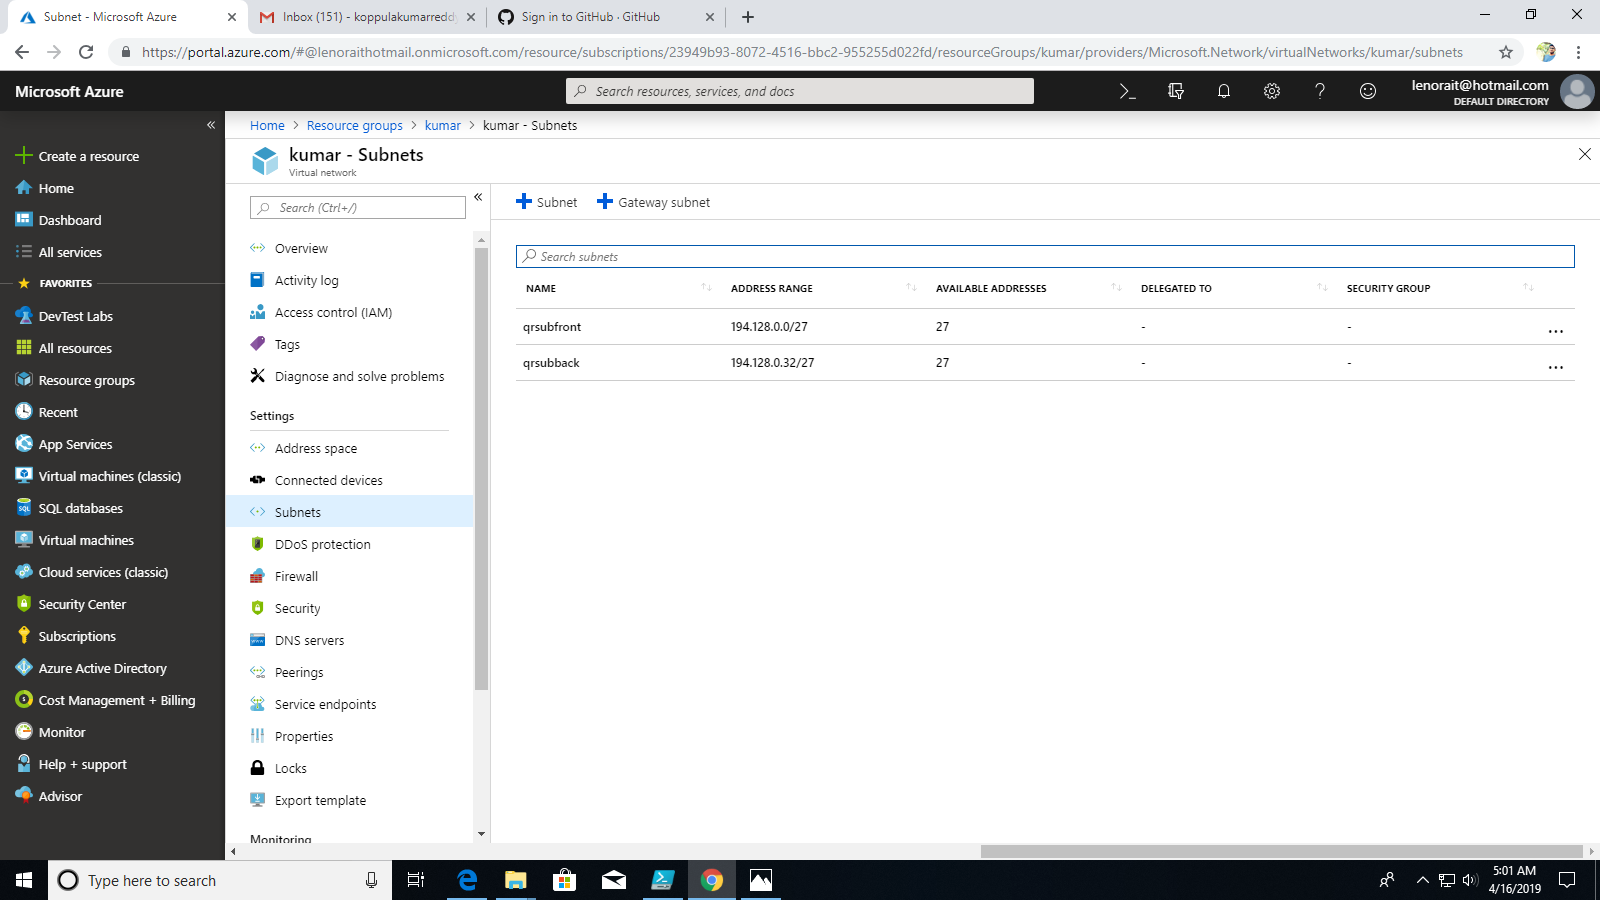 Subnet - Microsoft Azure
Inbox (151) - koppulakumarreddy
Sign in to GitHub · GitHub
https://portal.azure.com/#@lenoraithotmail.onmicrosoft.com/resource/subscriptions/23949b93-8072-4516-bbc2-955255d022fd/resourceGroups/kumar/providers/Microsoft.Network/virtualNetworks/kumar/subnets
Microsoft Azure
Search resources, services, and docs
lenorait@hotmail.com
DEFAULT DIRECTORY
Create a resource
Home
Dashboard
All services
FAVORITES
DevTest Labs
All resources
Resource groups
Recent
App Services
Virtual machines (classic)
SQL databases
Virtual machines
Cloud services (classic)
Security Center
Subscriptions
Azure Active Directory
Cost Management + Billing
Monitor
Help + support
Advisor
Home > Resource groups > kumar > kumar - Subnets
kumar - Subnets
Virtual network
Search (Ctrl+/)
Overview
Activity log
Access control (IAM)
Tags
Diagnose and solve problems
Settings
Address space
Connected devices
Subnets
DDoS protection
Firewall
Security
DNS servers
Peerings
Service endpoints
Properties
Locks
Export template
Monitoring
+ Subnet + Gateway subnet
Search subnets
NAME ADDRESS RANGE AVAILABLE ADDRESSES DELEGATED TO SECURITY GROUP
qrsubfront 194.128.0.0/27 27 - - ...
qrsubback 194.128.0.32/27 27 - - ...
Type here to search
5:01 AM
4/16/2019